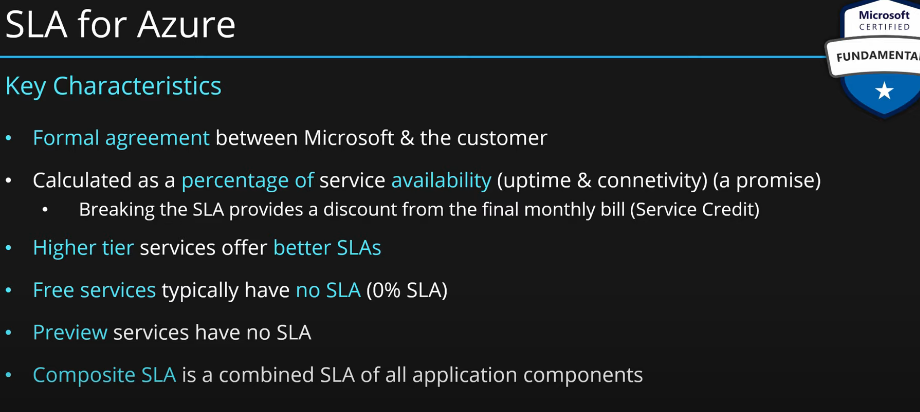 SLA for Azure
Microsoft
CERTIFIED
FUNDAMENTA
Key Characteristics
• Formal agreement between Microsoft & the customer
• Calculated as a percentage of service availability (uptime & connetivity) (a promise)
• Breaking the SLA provides a discount from the final monthly bill (Service Credit)
• Higher tier services offer better SLAs
• Free services typically have no SLA (0% SLA)
• Preview services have no SLA
• Composite SLA is a combined SLA of all application components